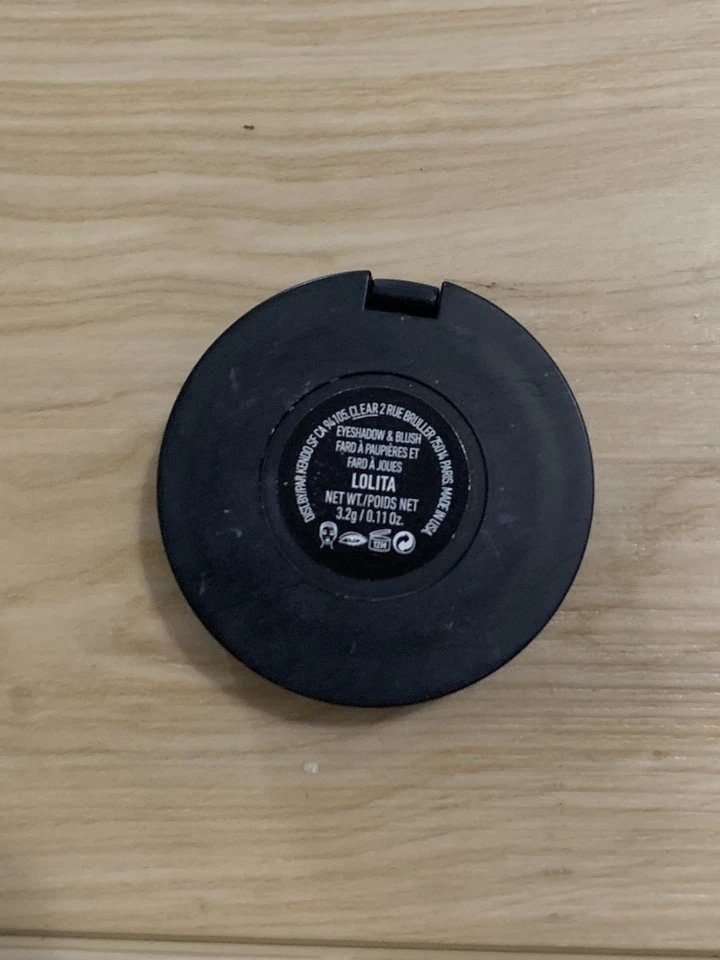 DIST. BY/PAR KENDO SF CA 94105. CLEAR 2 RUE BRULLER 75014 PARIS. MADE IN USA.
EYESHADOW & BLUSH
FARD À PAUPIÈRES ET
FARD À JOUES
LOLITA
NET WT./POIDS NET
3.2g / 0.11 Oz.
12M